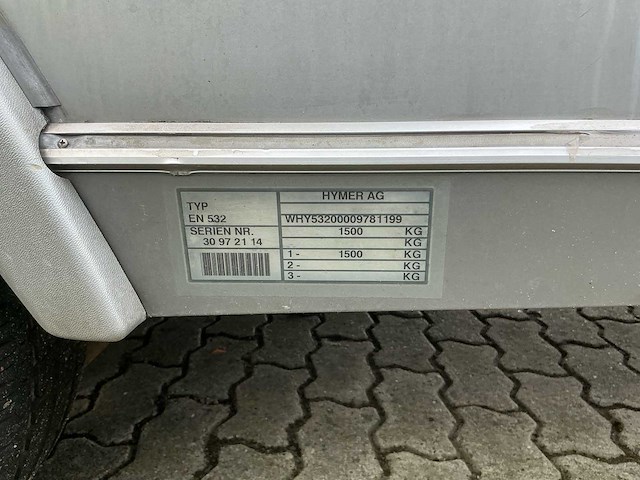 HYMER AG
TYP
EN 532
WHY53200009781199
SERIEN NR.
30 97 21 14
1500 KG
KG
1 - 1500 KG
2 - KG
3 - KG